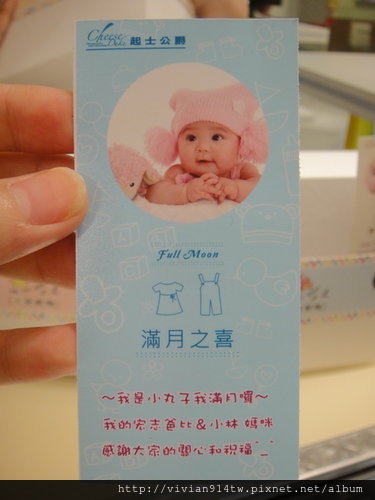 Cheese Duke 起士公爵
Full Moon
滿月之喜
～我是小丸子我滿月囉～
我的宏志爸比&小林 媽咪
感謝大家的關心和祝福^_^
http://vivian914tw.pixnet.net/album